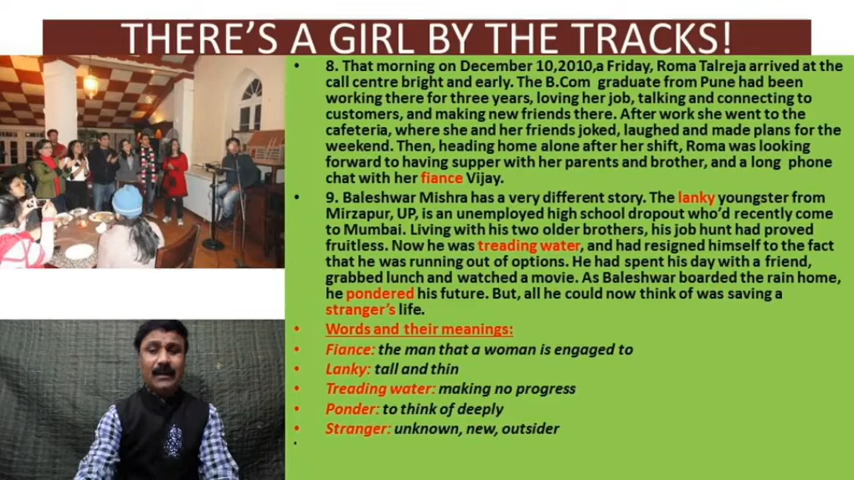 THERE'S A GIRL BY THE TRACKS!
• 8. That morning on December 10,2010,a Friday, Roma Talreja arrived at the
call centre bright and early. The B.Com graduate from Pune had been
working there for three years, loving her job, talking and connecting to
customers, and making new friends there. After work she went to the
cafeteria, where she and her friends joked, laughed and made plans for the
weekend. Then, heading home alone after her shift, Roma was looking
forward to having supper with her parents and brother, and a long phone
chat with her fiance Vijay.
• 9. Baleshwar Mishra has a very different story. The lanky youngster from
Mirzapur, UP, is an unemployed high school dropout who'd recently come
to Mumbai. Living with his two older brothers, his job hunt had proved
fruitless. Now he was treading water, and had resigned himself to the fact
that he was running out of options. He had spent his day with a friend,
grabbed lunch and watched a movie. As Baleshwar boarded the rain home,
he pondered his future. But, all he could now think of was saving a
stranger's life.
• Words and their meanings:
• Fiance: the man that a woman is engaged to
• Lanky: tall and thin
• Treading water: making no progress
• Ponder: to think of deeply
• Stranger: unknown, new, outsider